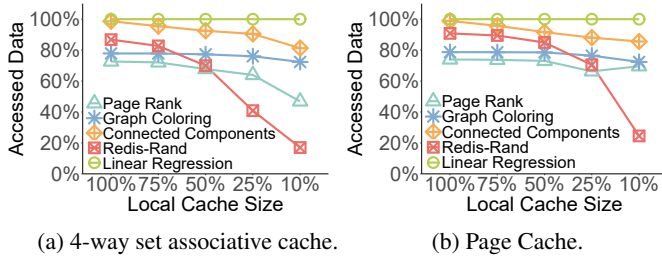 100%
80%
60%
40%
20%
0%
Accessed Data
Page Rank
Graph Coloring
Connected Components
Redis-Rand
Linear Regression
100% 75% 50% 25% 10%
Local Cache Size
(a) 4-way set associative cache.
100%
80%
60%
40%
20%
0%
Accessed Data
Page Rank
Graph Coloring
Connected Components
Redis-Rand
Linear Regression
100% 75% 50% 25% 10%
Local Cache Size
(b) Page Cache.